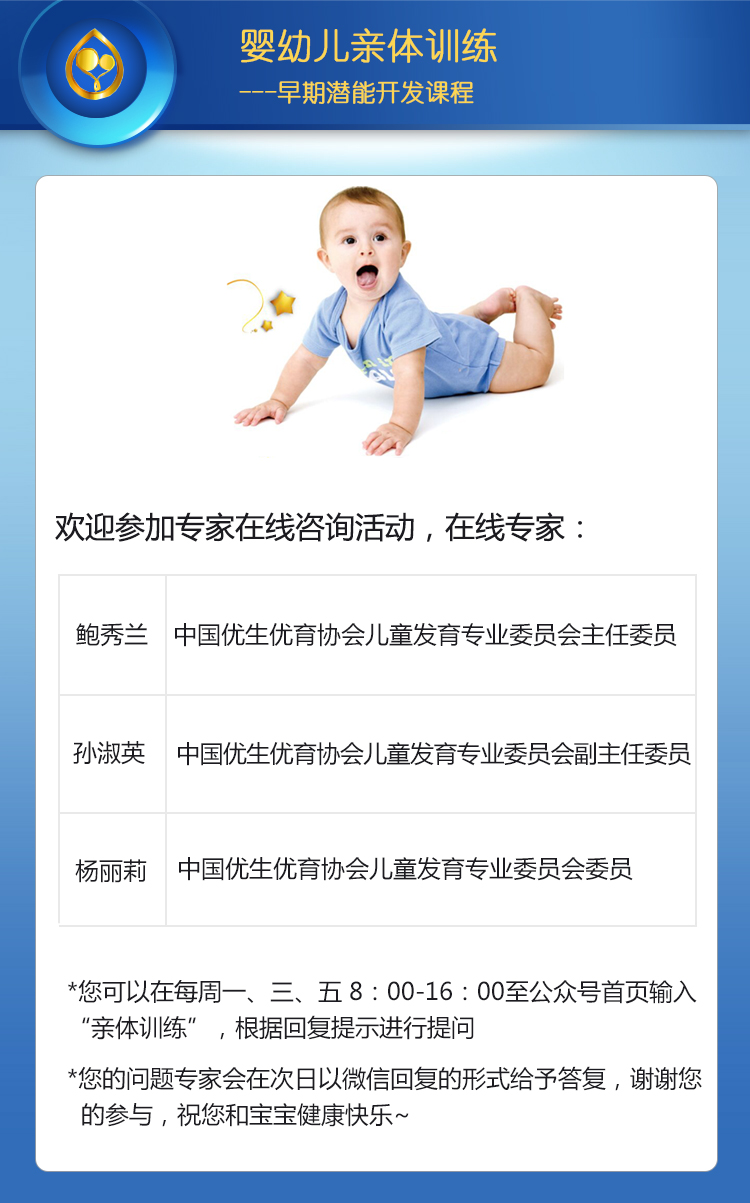 婴幼儿亲体训练
---早期潜能开发课程
欢迎参加专家在线咨询活动，在线专家：
鲍秀兰 中国优生优育协会儿童发育专业委员会主任委员
孙淑英 中国优生优育协会儿童发育专业委员会副主任委员
杨丽莉 中国优生优育协会儿童发育专业委员会委员
*您可以在每周一、三、五 8：00-16：00至公众号首页输入
“亲体训练”，根据回复提示进行提问
*您的问题专家会在次日以微信回复的形式给予答复，谢谢您
的参与，祝您和宝宝健康快乐~